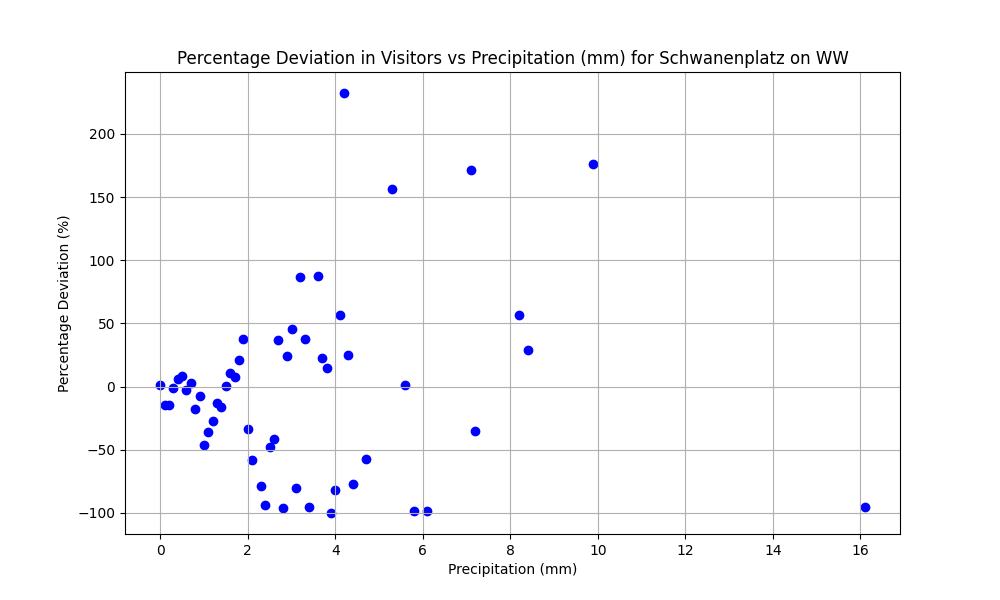 Percentage Deviation in Visitors vs Precipitation (mm) for Schwanenplatz on WW
Percentage Deviation (%)
200
150
100
50
0
−50
−100
0 2 4 6 8 10 12 14 16
Precipitation (mm)